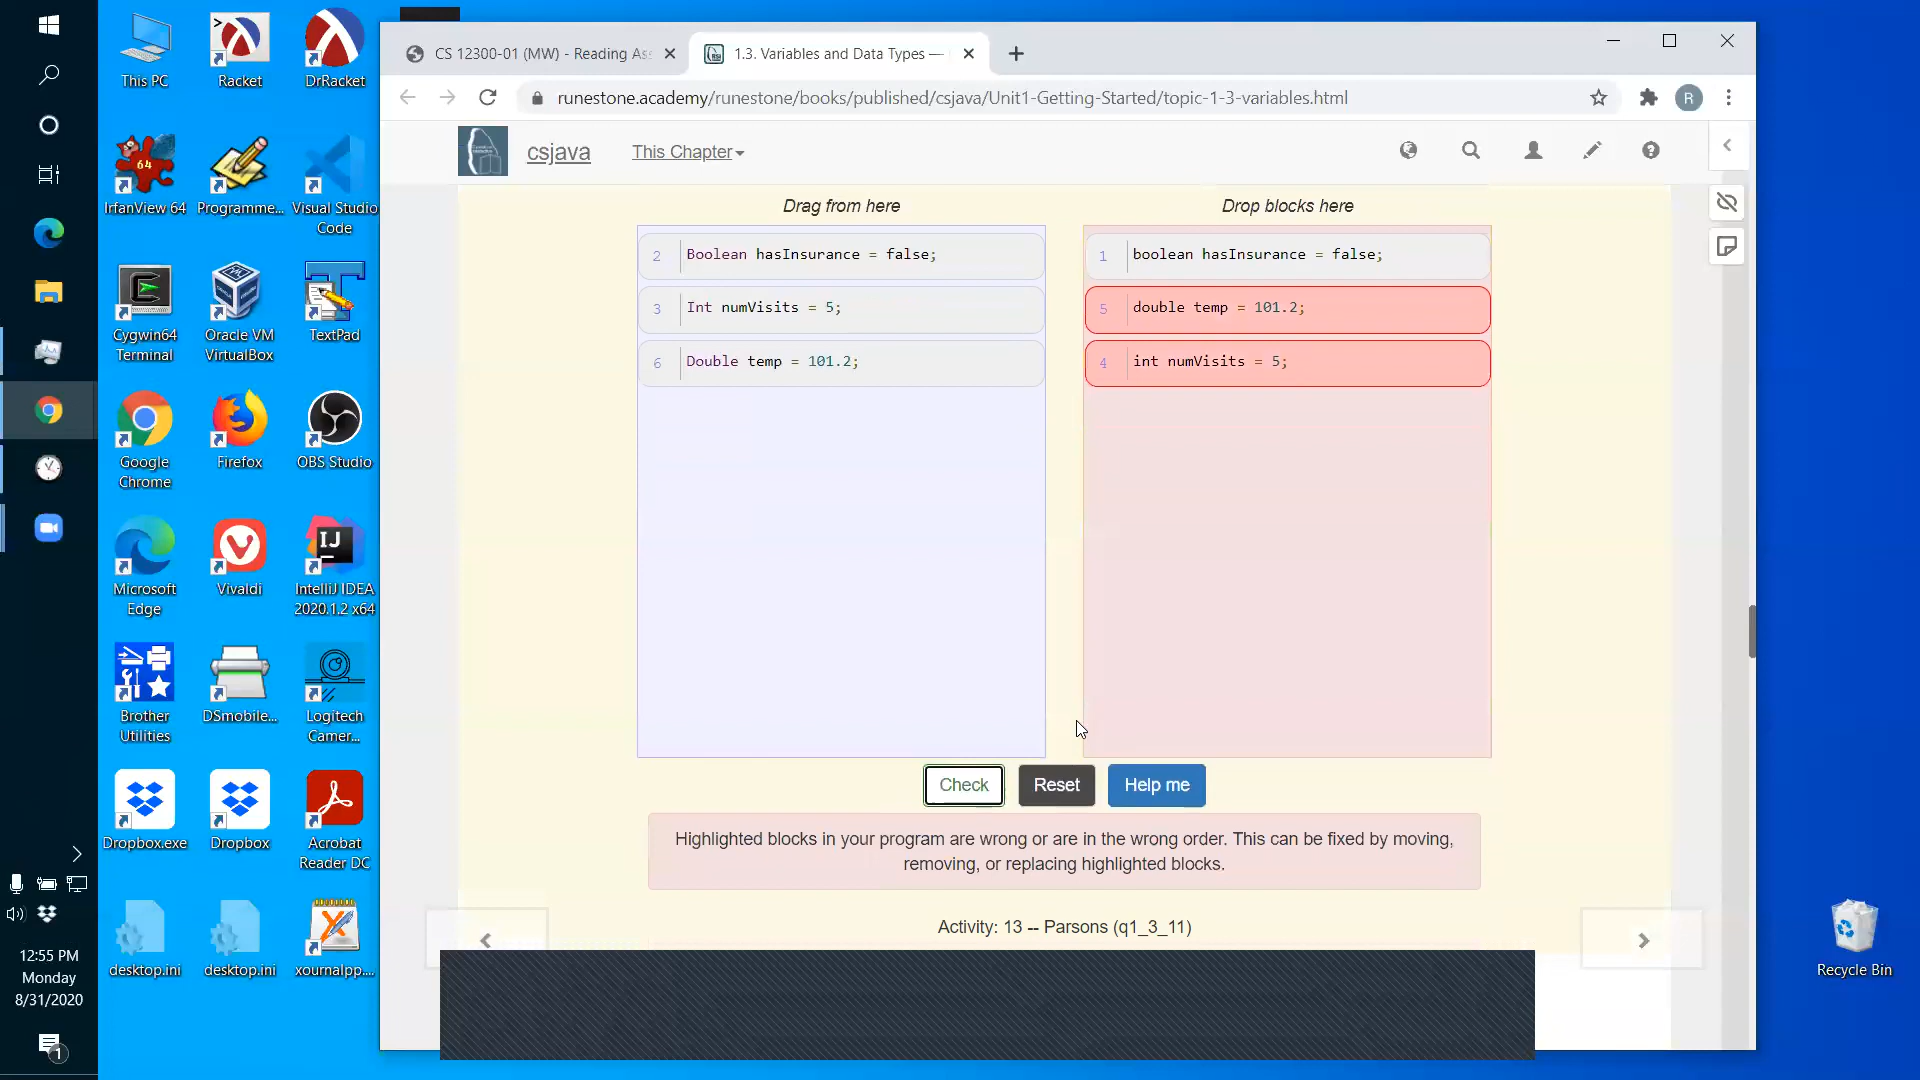 This PC
Racket
DrRacket
IrfanView 64
Programme...
Visual Studio
Code
Cygwin64
Terminal
Oracle VM
VirtualBox
TextPad
Google
Chrome
Firefox
OBS Studio
Microsoft
Edge
Vivaldi
IntelliJ IDEA
2020.1.2 x64
Brother
Utilities
DSmobile...
Logitech
Camer...
Dropbox.exe
Dropbox
Acrobat
Reader DC
desktop.ini
desktop.ini
xournalpp....
12:55 PM
Monday
8/31/2020
1
CS 12300-01 (MW) - Reading Ass
1.3. Variables and Data Types —
runestone.academy/runestone/books/published/csjava/Unit1-Getting-Started/topic-1-3-variables.html
R
csjava
This Chapter
Drag from here
2 Boolean hasInsurance = false;
3 Int numVisits = 5;
6 Double temp = 101.2;
Drop blocks here
1 boolean hasInsurance = false;
5 double temp = 101.2;
4 int numVisits = 5;
Check
Reset
Help me
Highlighted blocks in your program are wrong or are in the wrong order. This can be fixed by moving,
removing, or replacing highlighted blocks.
Activity: 13 -- Parsons (q1_3_11)
Recycle Bin